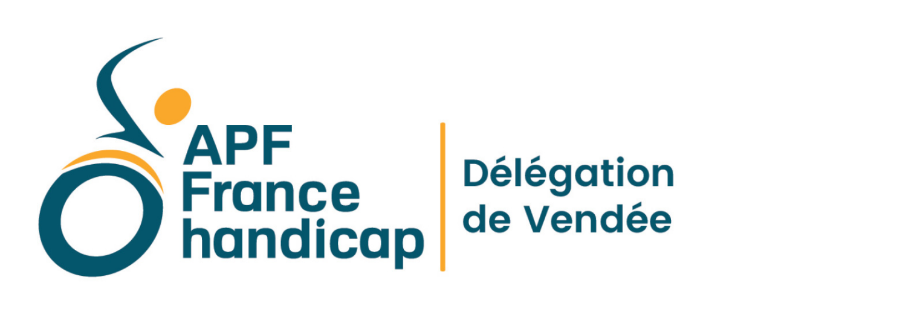 APF
France
handicap
Délégation
de Vendée